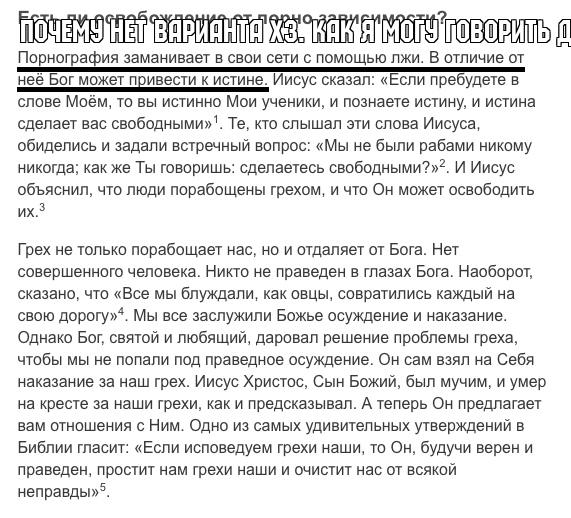 Есть ли освобождение от порно-зависимости?
ПОЧЕМУ НЕТ ВАРИАНТА ХЗ. КАК Я МОГУ ГОВОРИТЬ Д
Порнография заманивает в свои сети с помощью лжи. В отличие от
неё Бог может привести к истине. Иисус сказал: «Если пребудете в
слове Моём, то вы истинно Мои ученики, и познаете истину, и истина
сделает вас свободными»¹. Те, кто слышал эти слова Иисуса,
обиделись и задали встречный вопрос: «Мы не были рабами никому
никогда; как же Ты говоришь: сделаетесь свободными?»². И Иисус
объяснил, что люди порабощены грехом, и что Он может освободить
их.³
Грех не только порабощает нас, но и отдаляет от Бога. Нет
совершенного человека. Никто не праведен в глазах Бога. Наоборот,
сказано, что «Все мы блуждали, как овцы, совратились каждый на
свою дорогу»⁴. Мы все заслужили Божье осуждение и наказание.
Однако Бог, святой и любящий, даровал решение проблемы греха,
чтобы мы не попали под праведное осуждение. Он сам взял на Себя
наказание за наш грех. Иисус Христос, Сын Божий, был мучим, и умер
на кресте за наши грехи, как и предсказывал. А теперь Он предлагает
вам отношения с Ним. Одно из самых удивительных утверждений в
Библии гласит: «Если исповедуем грехи наши, то Он, будучи верен и
праведен, простит нам грехи наши и очистит нас от всякой
неправды»⁵.